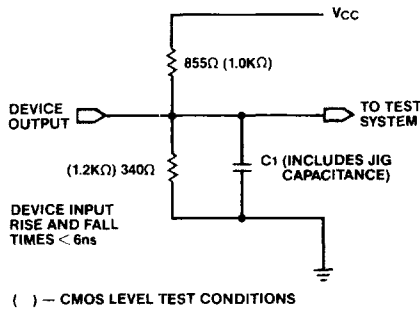 VCC
855Ω (1.0KΩ)
DEVICE
OUTPUT
TO TEST
SYSTEM
(1.2KΩ) 340Ω
C1 (INCLUDES JIG
CAPACITANCE)
DEVICE INPUT
RISE AND FALL
TIMES < 6ns
( ) — CMOS LEVEL TEST CONDITIONS